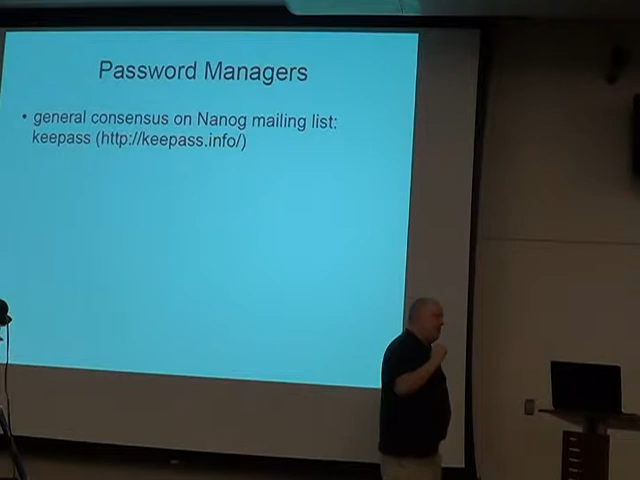 Password Managers
• general consensus on Nanog mailing list:
keepass (http://keepass.info/)